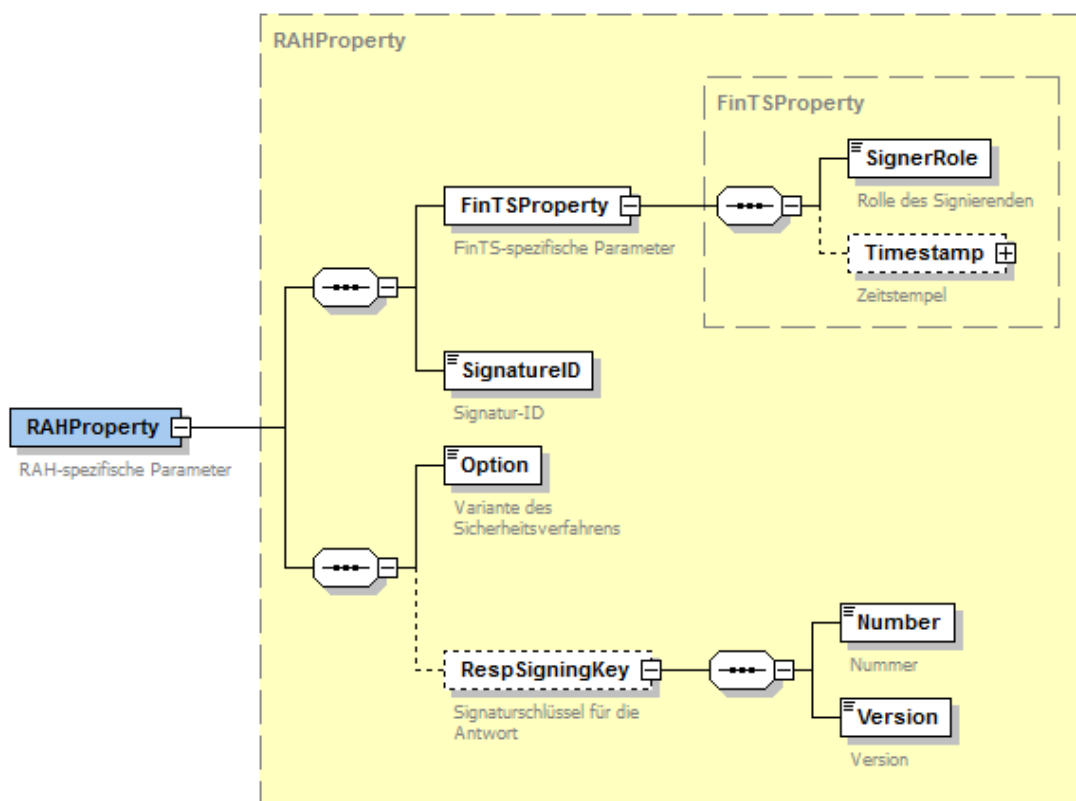 RAHProperty
FinTSProperty
SignerRole
Rolle des Signierenden
FinTSProperty
FinTS-spezifische Parameter
Timestamp
Zeitstempel
SignatureID
Signatur-ID
RAHProperty
RAH-spezifische Parameter
Option
Variante des
Sicherheitsverfahrens
Number
Nummer
RespSigningKey
Signaturschlüssel für die
Antwort
Version
Version